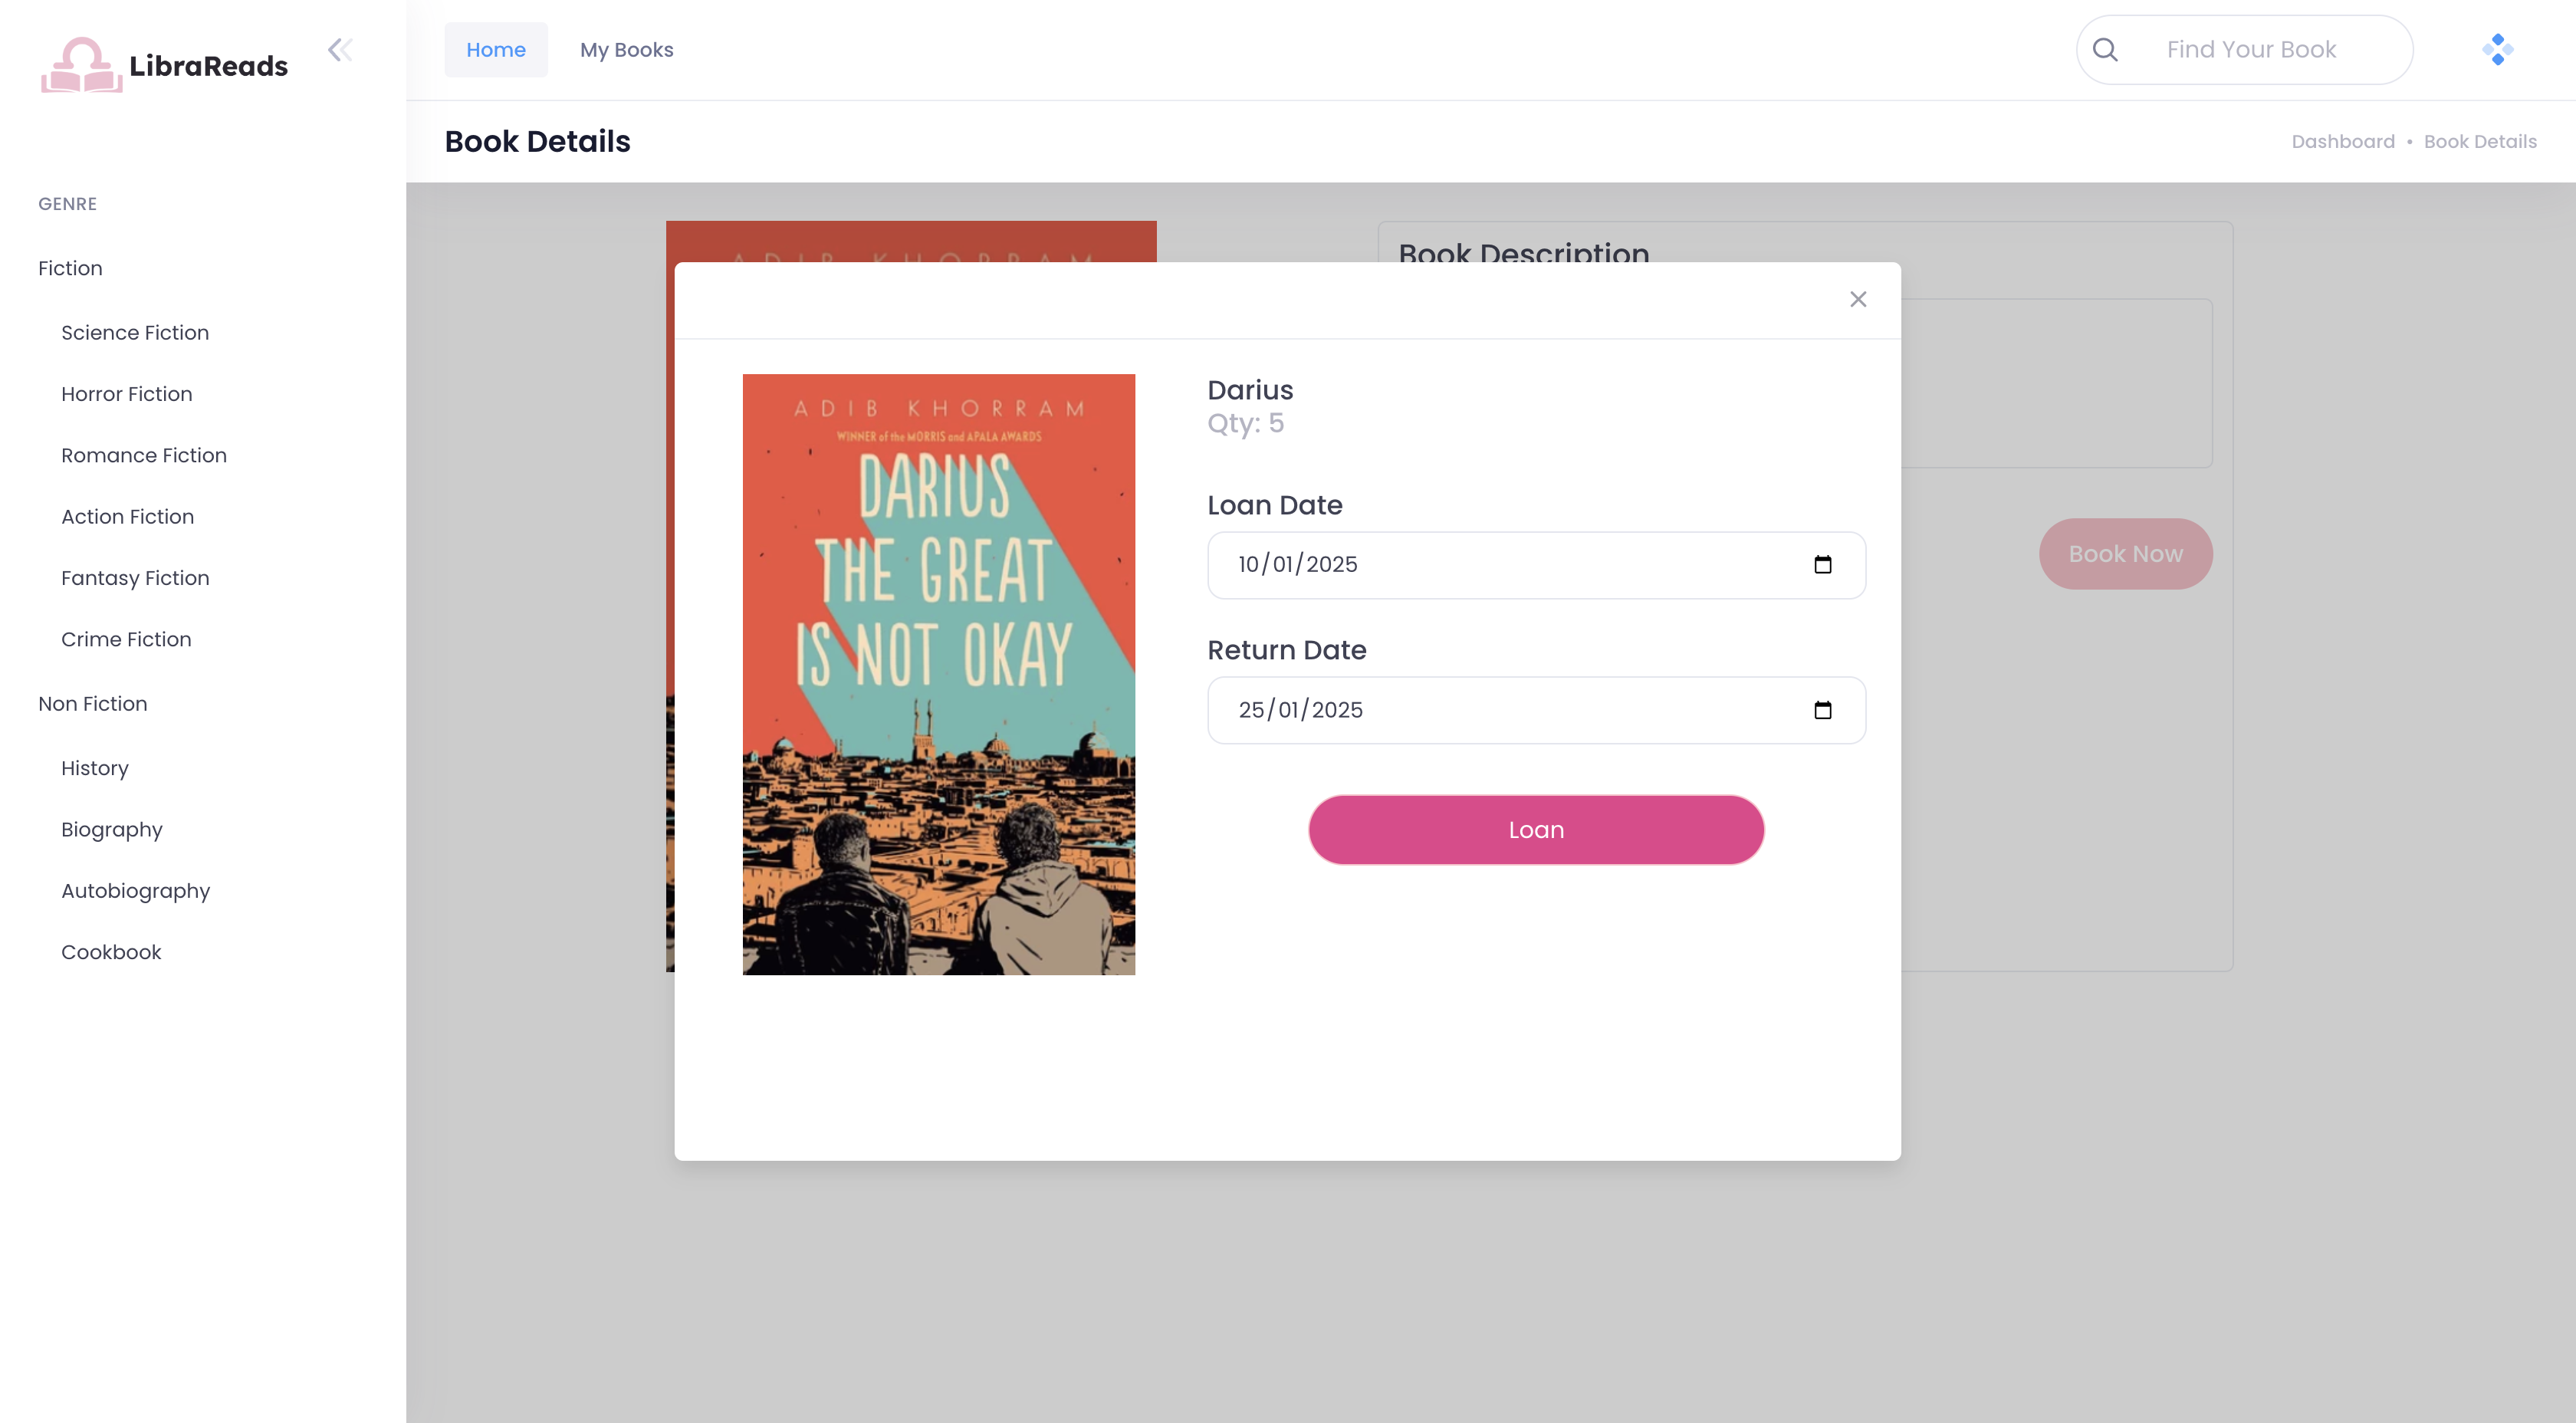 LibraReads
Home
My Books
Find Your Book
Book Details
Dashboard • Book Details
GENRE
Fiction
Science Fiction
Horror Fiction
Romance Fiction
Action Fiction
Fantasy Fiction
Crime Fiction
Non Fiction
History
Biography
Autobiography
Cookbook
ADIB KHORRAM
Book Description
Book Now
ADIB KHORRAM
WINNER of the MORRIS and APALA AWARDS
DARIUS
THE GREAT
IS NOT OKAY
Darius
Qty: 5
Loan Date
10/01/2025
Return Date
25/01/2025
Loan